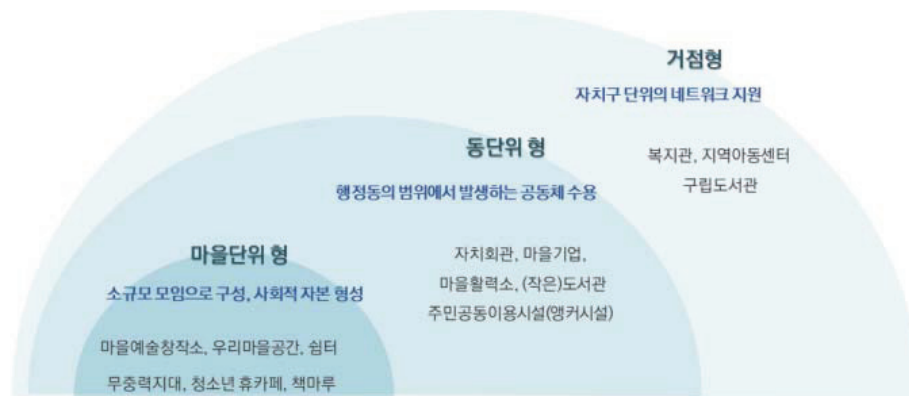 거점형
자치구 단위의 네트워크 지원
복지관, 지역아동센터
구립도서관
동단위 형
행정동의 범위에서 발생하는 공동체 수용
자치회관, 마을기업,
마을활력소, (작은)도서관
주민공동이용시설(앵커시설)
마을단위 형
소규모 모임으로 구성, 사회적 자본 형성
마을예술창작소, 우리마을공간, 쉼터
무중력지대, 청소년 휴카페, 책마루